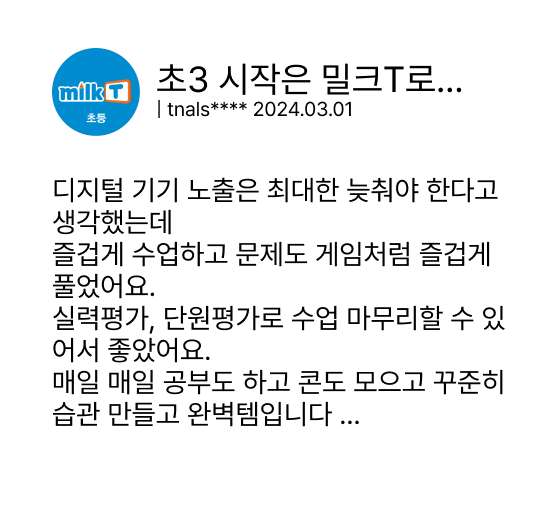 milk T
초등
초3 시작은 밀크T로...
| tnals**** 2024.03.01
디지털 기기 노출은 최대한 늦춰야 한다고
생각했는데
즐겁게 수업하고 문제도 게임처럼 즐겁게
풀었어요.
실력평가, 단원평가로 수업 마무리할 수 있
어서 좋았어요.
매일 매일 공부도 하고 콘도 모으고 꾸준히
습관 만들고 완벽템입니다 ...